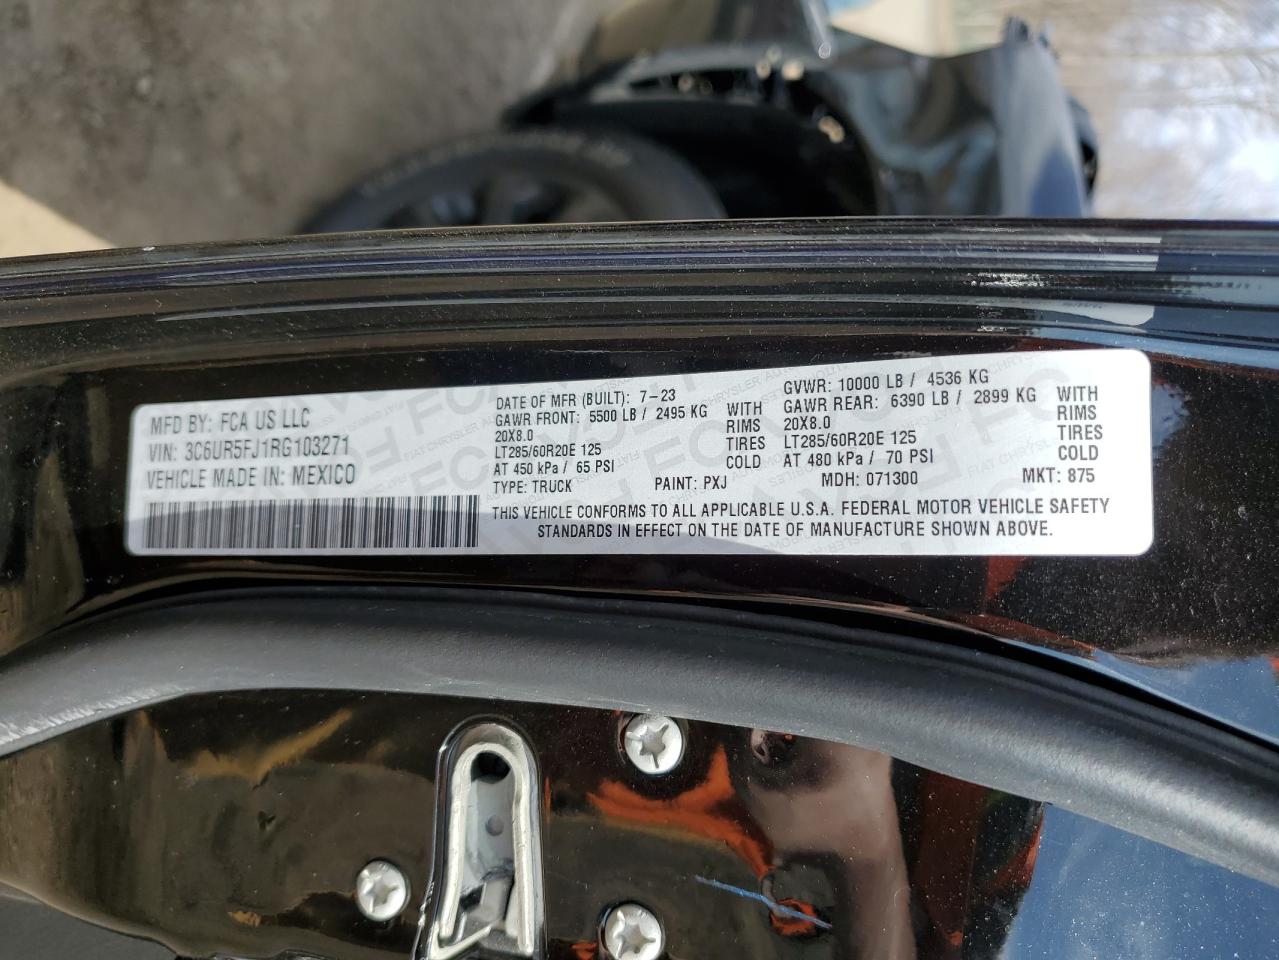 MFD BY: FCA US LLC
VIN: 3C6UR5FJ1RG103271
VEHICLE MADE IN: MEXICO
DATE OF MFR (BUILT): 7-23
GAWR FRONT: 5500 LB / 2495 KG WITH
20X8.0 RIMS
LT285/60R20E 125 TIRES
AT 450 kPa / 65 PSI COLD
GVWR: 10000 LB / 4536 KG
GAWR REAR: 6390 LB / 2899 KG WITH
20X8.0 RIMS
LT285/60R20E 125 TIRES
AT 480 kPa / 70 PSI COLD
TYPE: TRUCK PAINT: PXJ MDH: 071300 MKT: 875
THIS VEHICLE CONFORMS TO ALL APPLICABLE U.S.A. FEDERAL MOTOR VEHICLE SAFETY
STANDARDS IN EFFECT ON THE DATE OF MANUFACTURE SHOWN ABOVE.